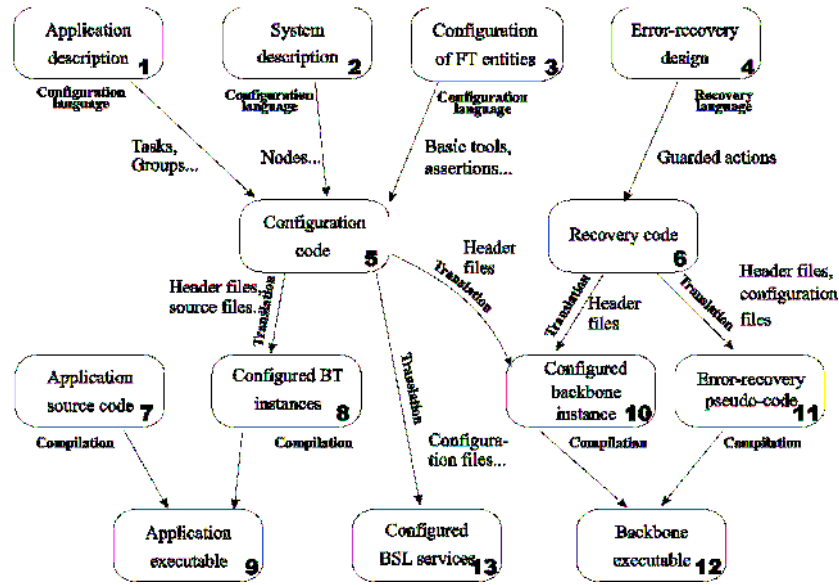 Application
description 1
System
description 2
Configuration
of FT entities 3
Error-recovery
design 4
Configuration
language
Configuration
language
Configuration
language
Recovery
language
Tasks,
Groups...
Nodes...
Basic tools,
assertions...
Guarded actions
Configuration
code 5
Recovery code
6
Header files,
source files...
Translation
Translation
Header
files
Translation
Translation
Header
files
Translation
Header files,
configuration
files
Application
source code 7
Configured BT
instances 8
Configured
backbone
instance 10
Error-recovery
pseudo-code 11
Compilation
Compilation
Configura-
tion files...
Compilation
Compilation
Application
executable 9
Configured
BSL services 13
Backbone
executable 12